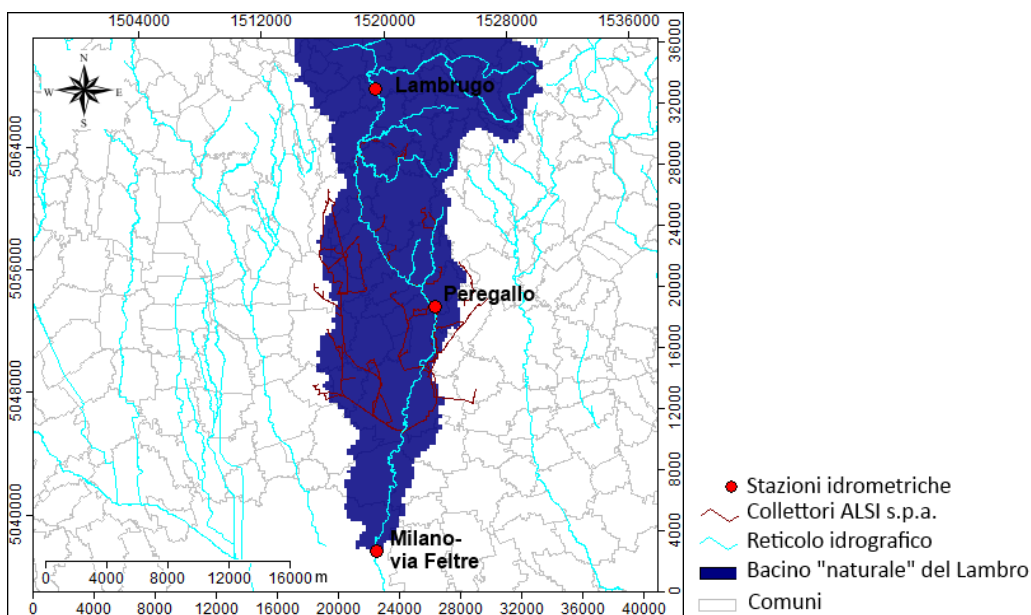 1504000 1512000 1520000 1528000 1536000
N
W E
S
Lambrugo
Peregallo
Milano-
via Feltre
5064000
5056000
5048000
5040000
36000
32000
28000
24000
20000
16000
12000
8000
4000
0
0 4000 8000 12000 16000 m
0 4000 8000 12000 16000 20000 24000 28000 32000 36000 40000
Stazioni idrometriche
Collettori ALSI s.p.a.
Reticolo idrografico
Bacino "naturale" del Lambro
Comuni